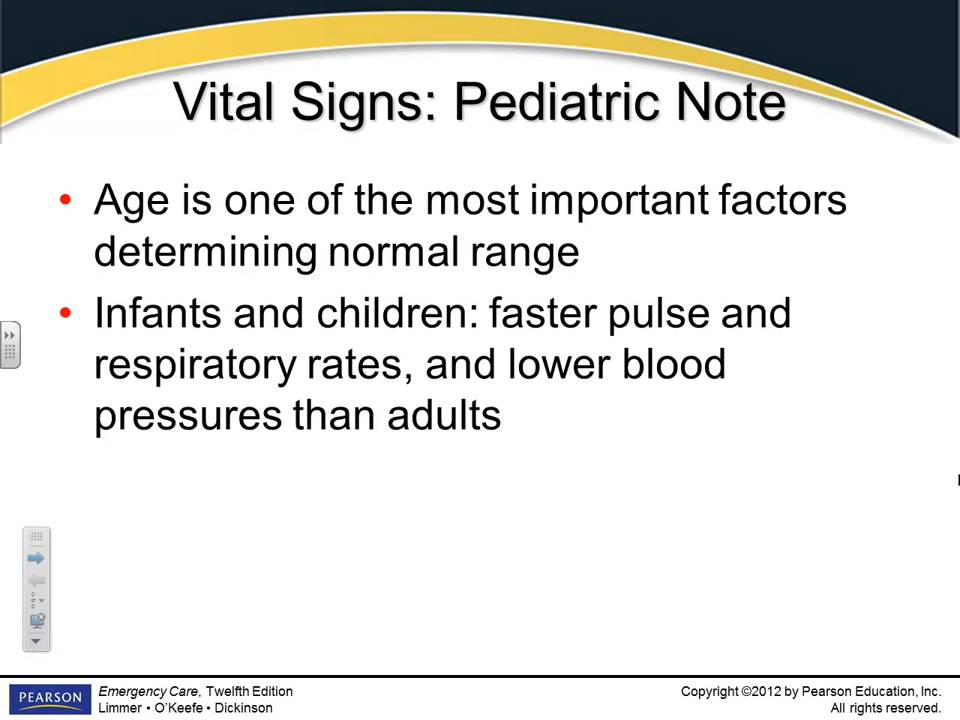 Vital Signs: Pediatric Note
• Age is one of the most important factors
determining normal range
• Infants and children: faster pulse and
respiratory rates, and lower blood
pressures than adults
PEARSON
Emergency Care, Twelfth Edition
Limmer • O’Keefe • Dickinson
Copyright ©2012 by Pearson Education, Inc.
All rights reserved.